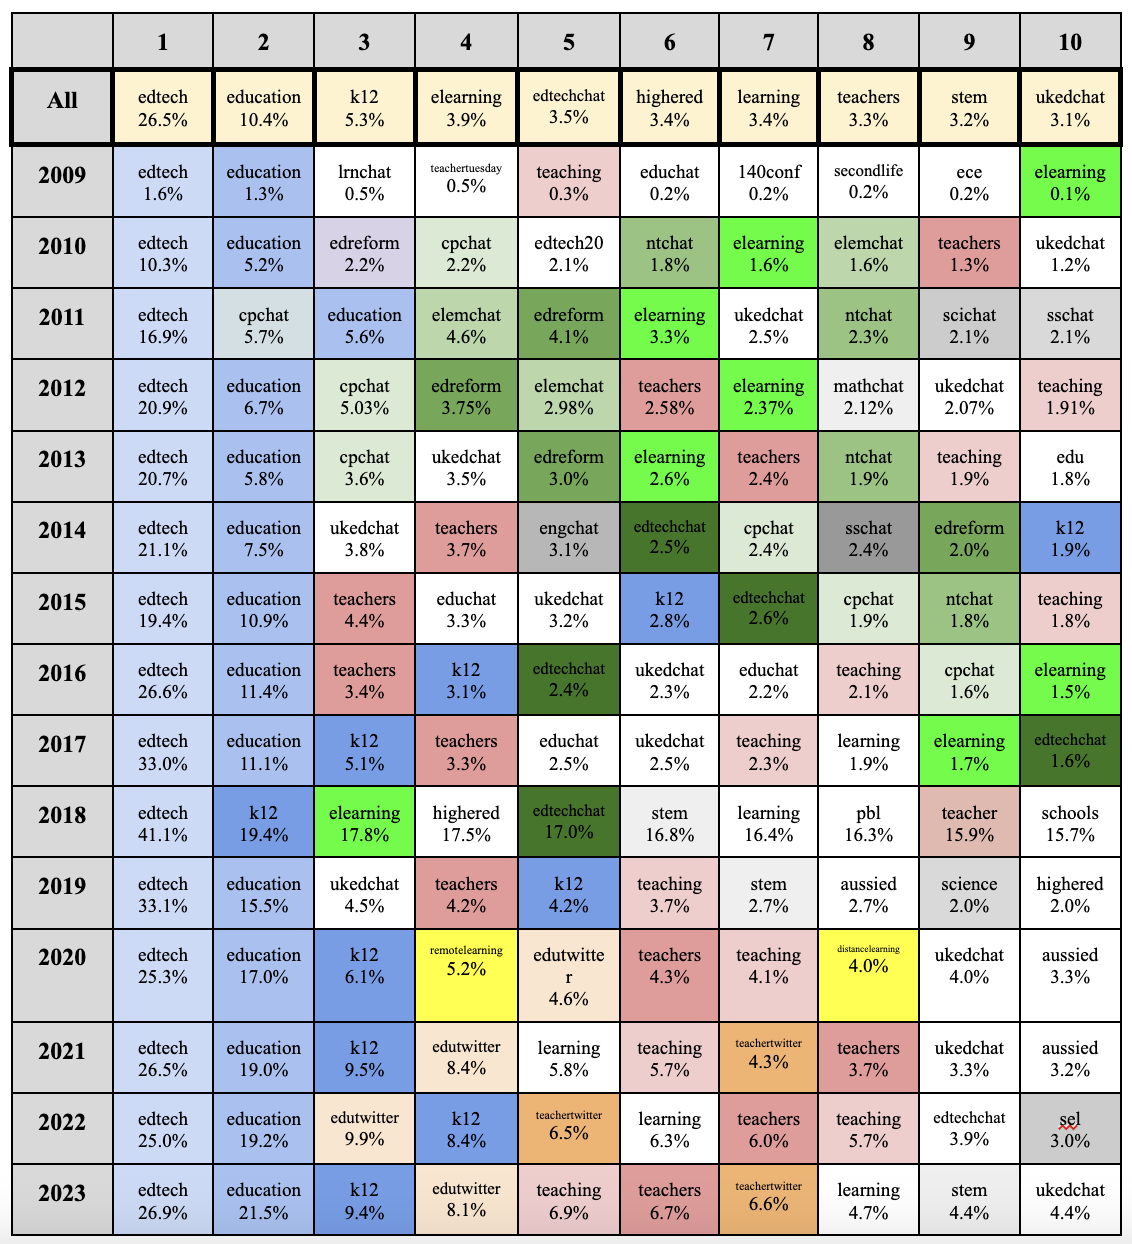 1 2 3 4 5 6 7 8 9 10
All edtech education k12 elearning edtechchat highered learning teachers stem ukedchat
26.5% 10.4% 5.3% 3.9% 3.5% 3.4% 3.4% 3.3% 3.2% 3.1%
2009 edtech education lrnchat teachertuesday teaching educhat 140conf secondlife ece elearning
1.6% 1.3% 0.5% 0.5% 0.3% 0.2% 0.2% 0.2% 0.2% 0.1%
2010 edtech education edreform cpchat edtech20 ntchat elearning elemchat teachers ukedchat
10.3% 5.2% 2.2% 2.2% 2.1% 1.8% 1.6% 1.6% 1.3% 1.2%
2011 edtech cpchat education elemchat edreform elearning ukedchat ntchat scichat sschat
16.9% 5.7% 5.6% 4.6% 4.1% 3.3% 2.5% 2.3% 2.1% 2.1%
2012 edtech education cpchat edreform elemchat teachers elearning mathchat ukedchat teaching
20.9% 6.7% 5.03% 3.75% 2.98% 2.58% 2.37% 2.12% 2.07% 1.91%
2013 edtech education cpchat ukedchat edreform elearning teachers ntchat teaching edu
20.7% 5.8% 3.6% 3.5% 3.0% 2.6% 2.4% 1.9% 1.9% 1.8%
2014 edtech education ukedchat teachers engchat edtechchat cpchat sschat edreform k12
21.1% 7.5% 3.8% 3.7% 3.1% 2.5% 2.4% 2.4% 2.0% 1.9%
2015 edtech education teachers educhat ukedchat k12 edtechchat cpchat ntchat teaching
19.4% 10.9% 4.4% 3.3% 3.2% 2.8% 2.6% 1.9% 1.8% 1.8%
2016 edtech education teachers k12 edtechchat ukedchat educhat teaching cpchat elearning
26.6% 11.4% 3.4% 3.1% 2.4% 2.3% 2.2% 2.1% 1.6% 1.5%
2017 edtech education k12 teachers educhat ukedchat teaching learning elearning edtechchat
33.0% 11.1% 5.1% 3.3% 2.5% 2.5% 2.3% 1.9% 1.7% 1.6%
2018 edtech k12 elearning highered edtechchat stem learning pbl teacher schools
41.1% 19.4% 17.8% 17.5% 17.0% 16.8% 16.4% 16.3% 15.9% 15.7%
2019 edtech education ukedchat teachers k12 teaching stem aussied science highered
33.1% 15.5% 4.5% 4.2% 4.2% 3.7% 2.7% 2.7% 2.0% 2.0%
2020 edtech education k12 remotelearning edutwitte teachers teaching distancelearning ukedchat aussied
25.3% 17.0% 6.1% 5.2% r 4.3% 4.1% 4.0% 4.0% 3.3%
4.6%
2021 edtech education k12 edutwitter learning teaching teachertwitter teachers ukedchat aussied
26.5% 19.0% 9.5% 8.4% 5.8% 5.7% 4.3% 3.7% 3.3% 3.2%
2022 edtech education edutwitter k12 teachertwitter learning teachers teaching edtechchat sel
25.0% 19.2% 9.9% 8.4% 6.5% 6.3% 6.0% 5.7% 3.9% 3.0%
2023 edtech education k12 edutwitter teaching teachers teachertwitter learning stem ukedchat
26.9% 21.5% 9.4% 8.1% 6.9% 6.7% 6.6% 4.7% 4.4% 4.4%